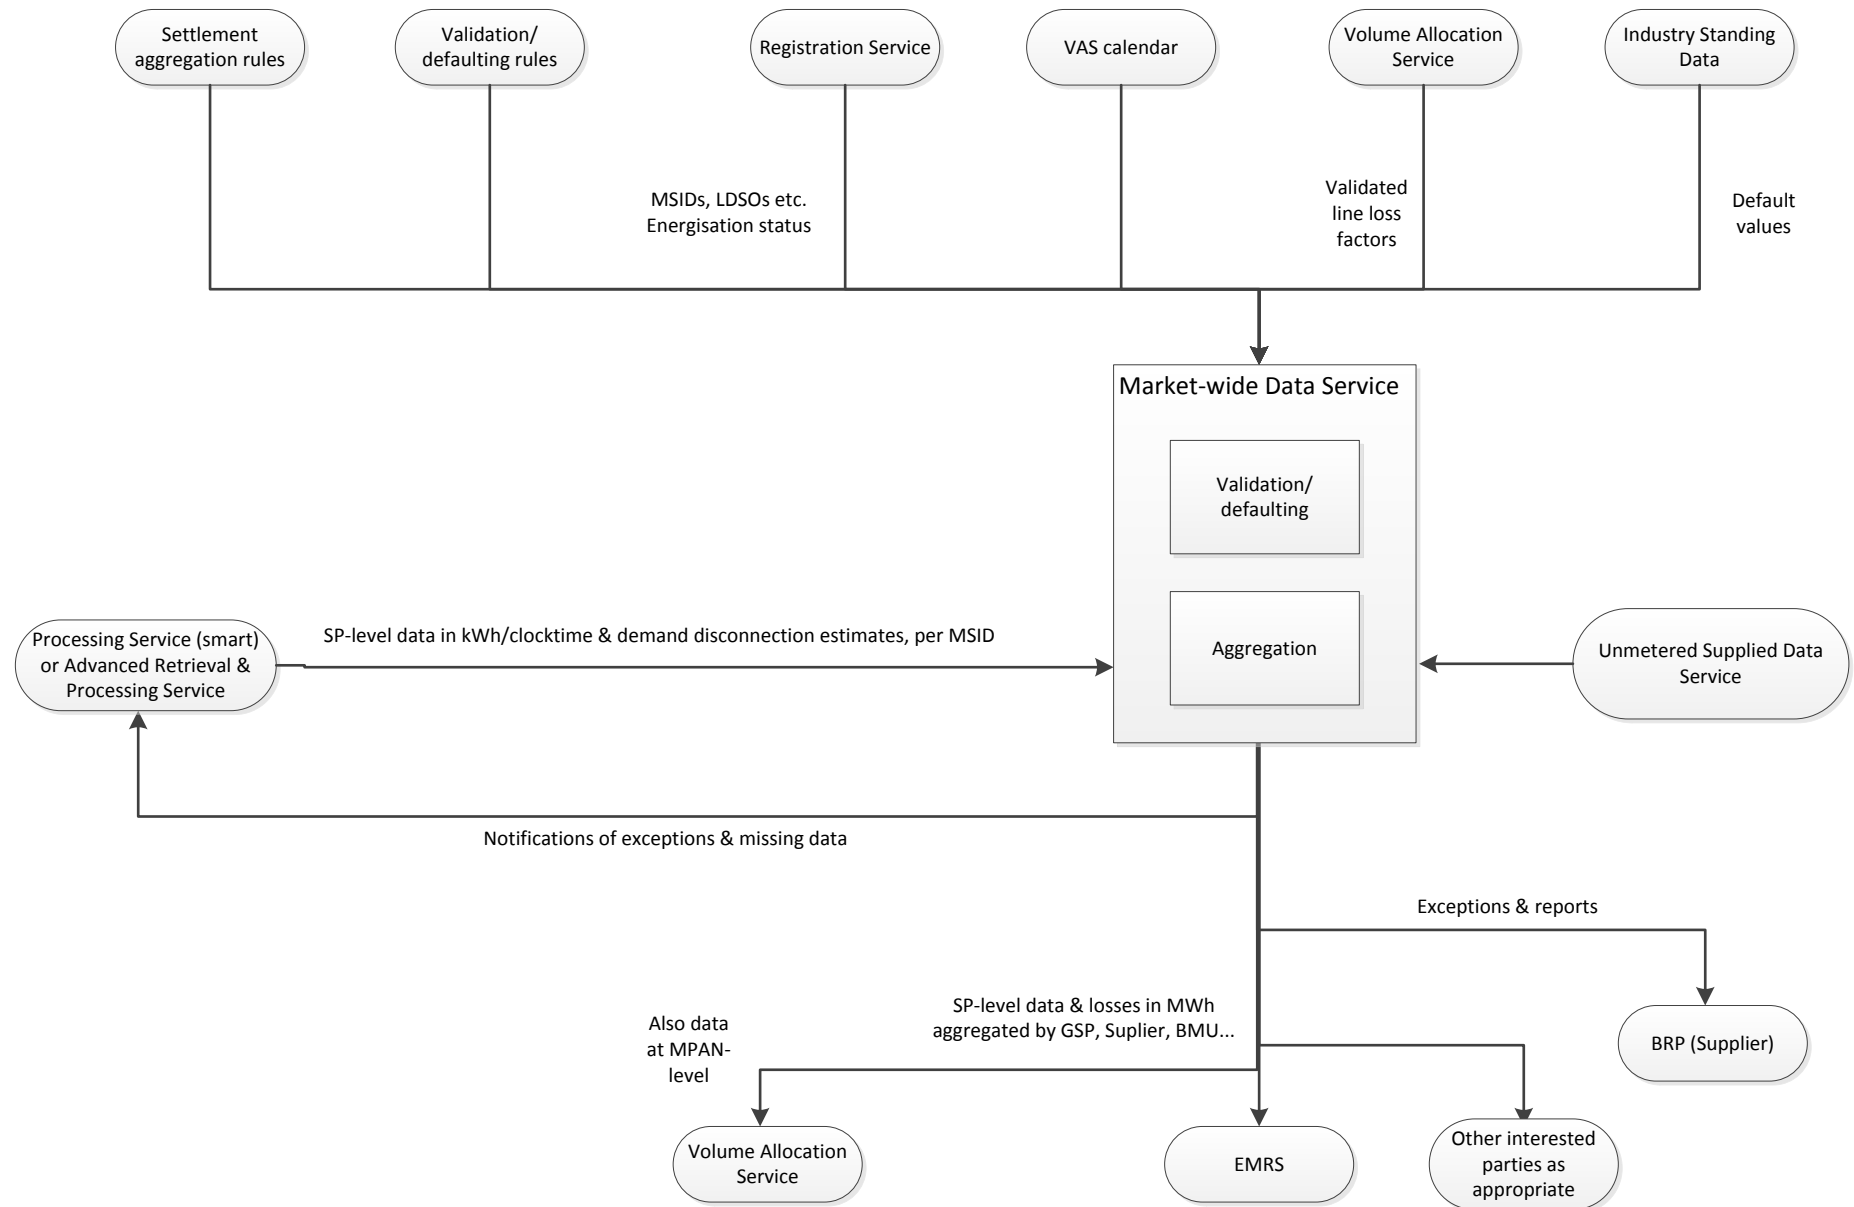 Settlement
aggregation rules
Validation/
defaulting rules
Registration Service
VAS calendar
Volume Allocation
Service
Industry Standing
Data
MSIDs, LDSOs etc.
Energisation status
Validated
line loss
factors
Default
values
Market-wide Data Service
Validation/
defaulting
Aggregation
Processing Service (smart)
or Advanced Retrieval &
Processing Service
SP-level data in kWh/clocktime & demand disconnection estimates, per MSID
Unmetered Supplied Data
Service
Notifications of exceptions & missing data
Exceptions & reports
SP-level data & losses in MWh
aggregated by GSP, Suplier, BMU...
Also data
at MPAN-
level
BRP (Supplier)
Volume Allocation
Service
EMRS
Other interested
parties as
appropriate